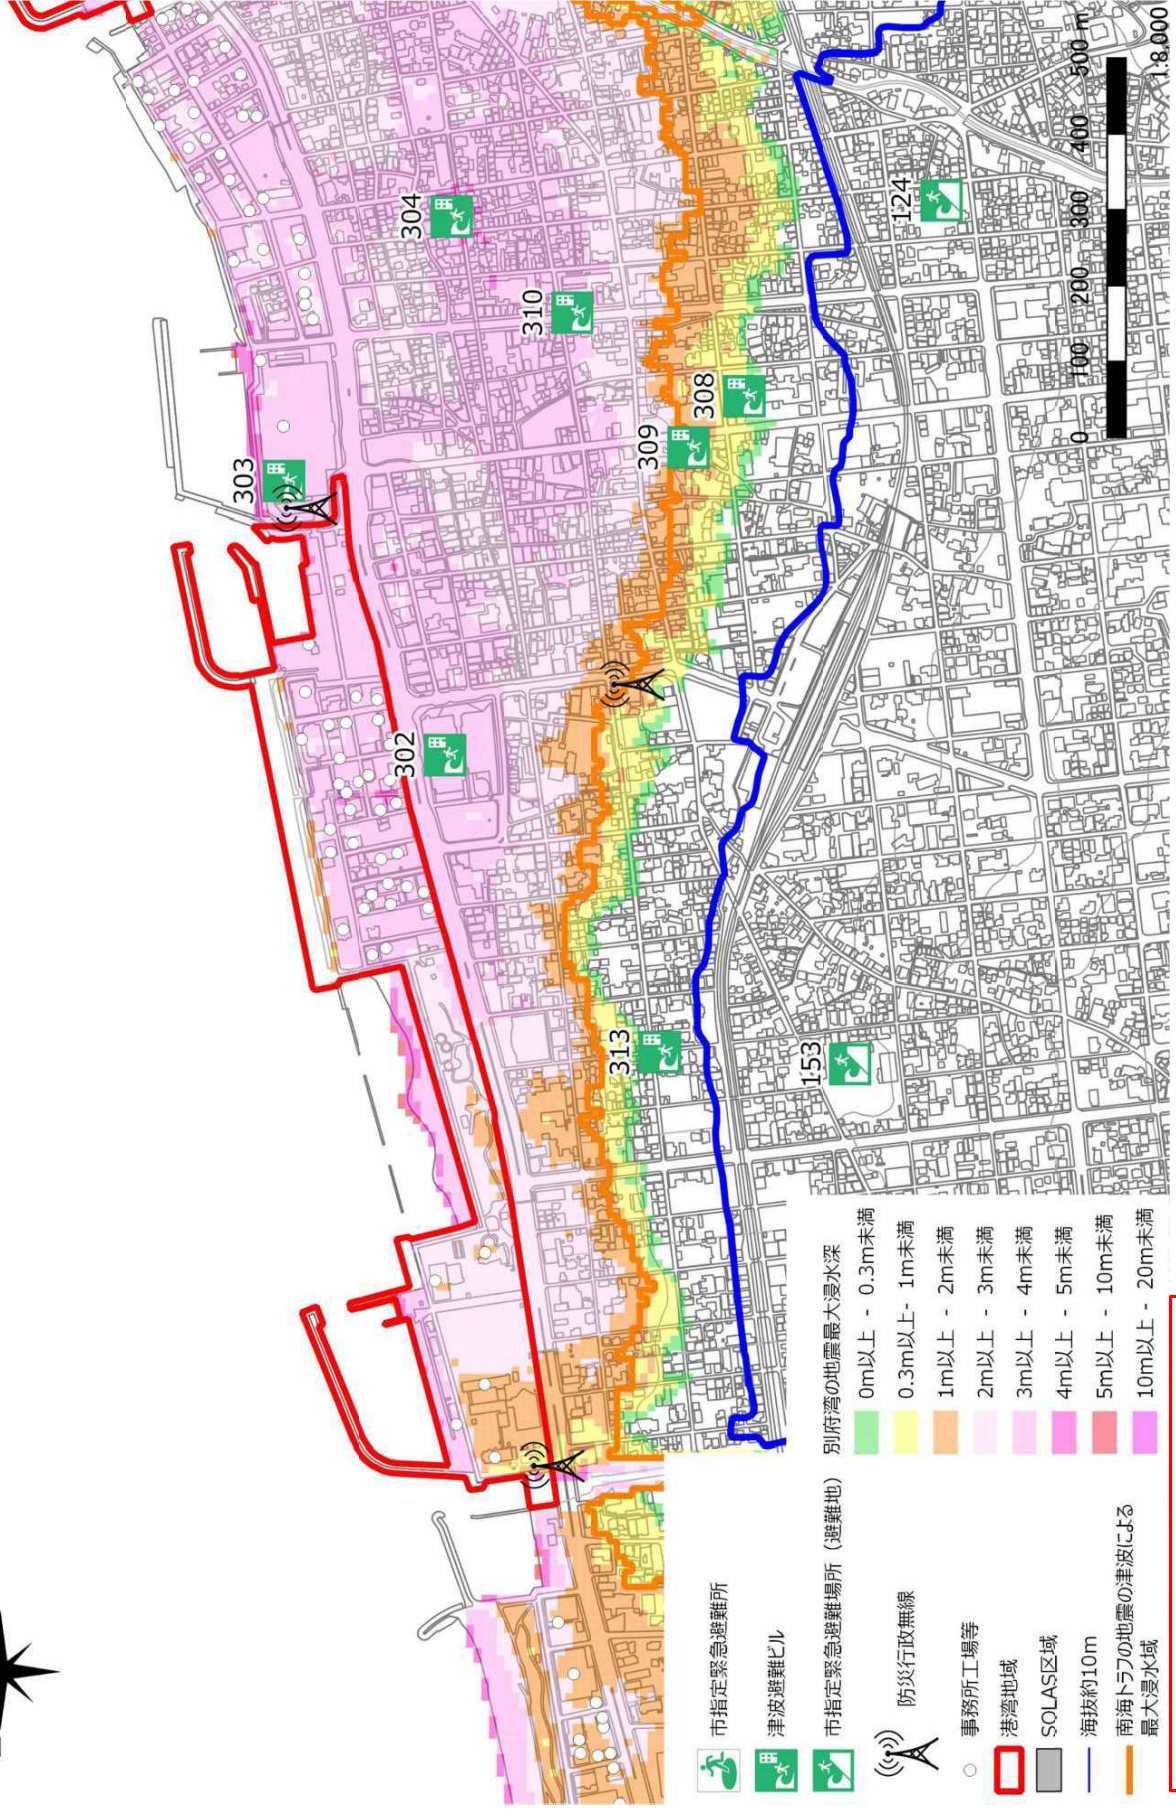 303
304
310
308
309
302
313
153
124
0 100 200 300 400 500 m
1:8,000
市指定緊急避難所
津波避難ビル
市指定緊急避難場所（避難地）
防災行政無線
事務所工場等
港湾地域
SOLAS区域
海抜約10m
南海トラフの地震の津波による
最大浸水域
別府湾の地震最大浸水深
0m以上 - 0.3m未満
0.3m以上 - 1m未満
1m以上 - 2m未満
2m以上 - 3m未満
3m以上 - 4m未満
4m以上 - 5m未満
5m以上 - 10m未満
10m以上 - 20m未満